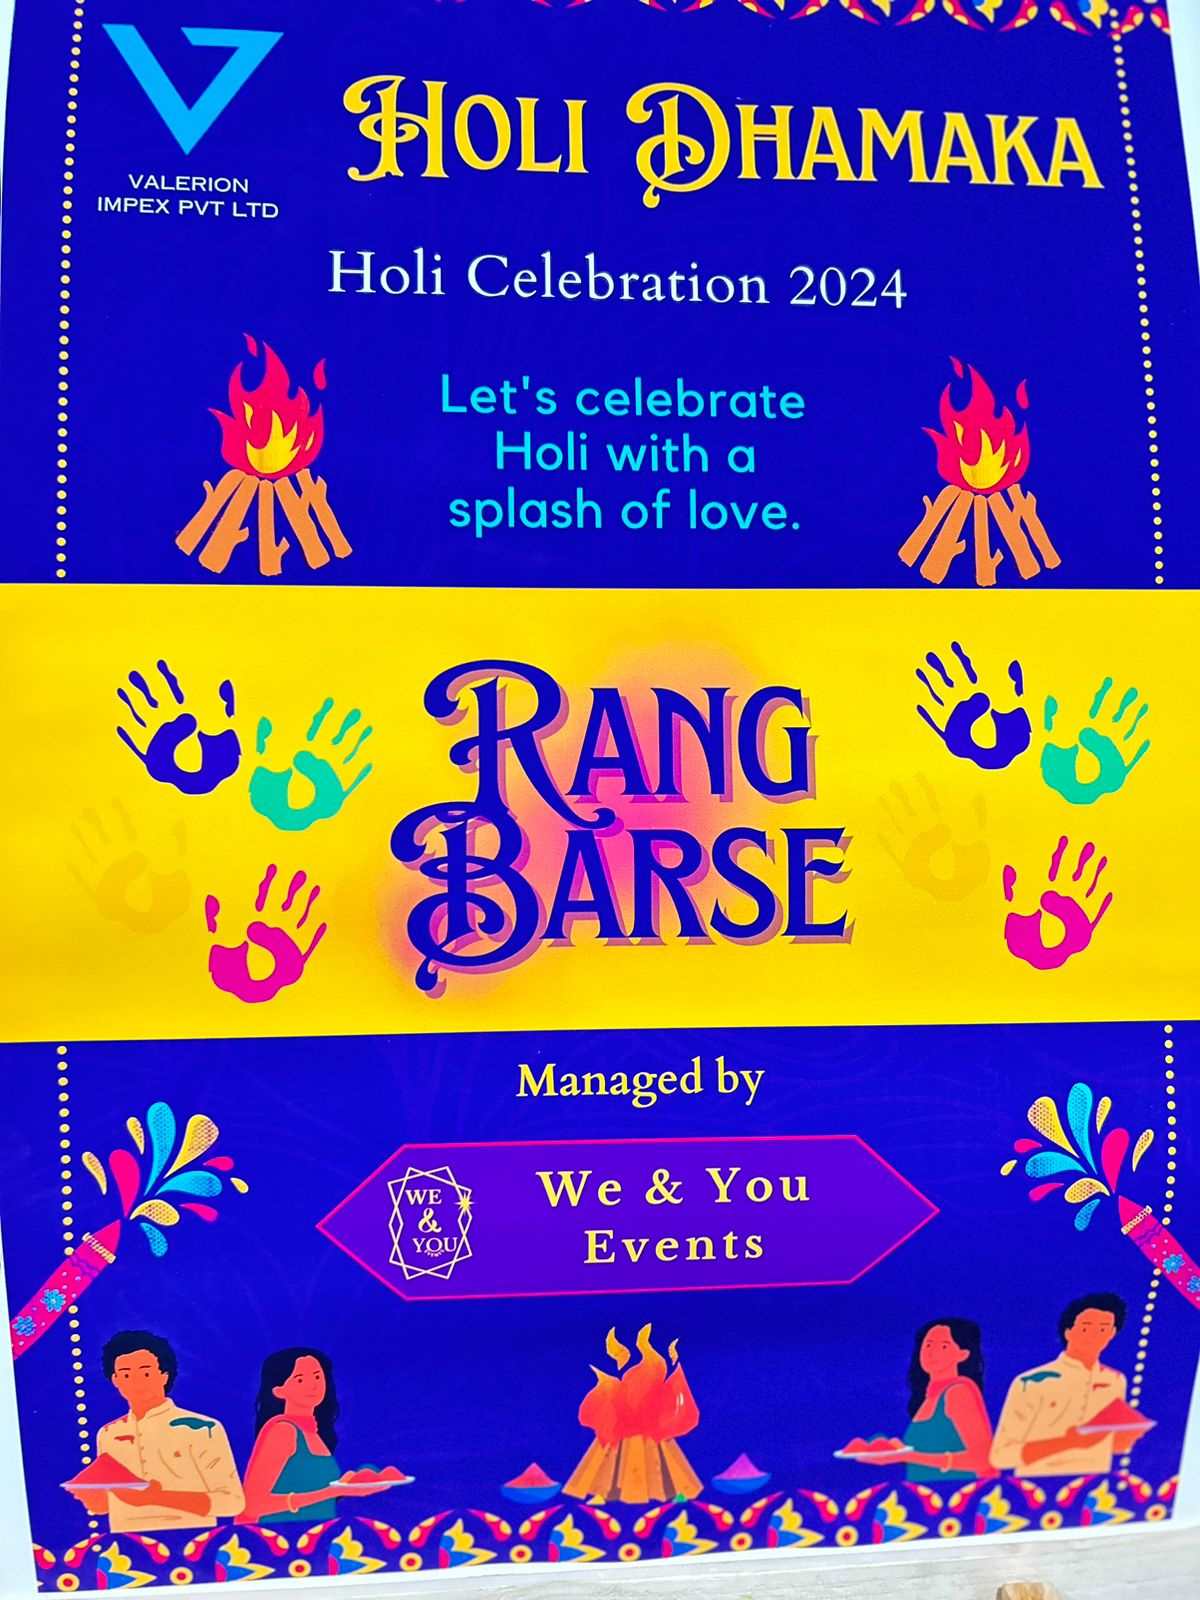 VALERION
IMPEX PVT LTD
HOLI DHAMAKA
Holi Celebration 2024
Let's celebrate
Holi with a
splash of love.
RANG
BARSE
Managed by
WE
&
YOU
We & You
Events